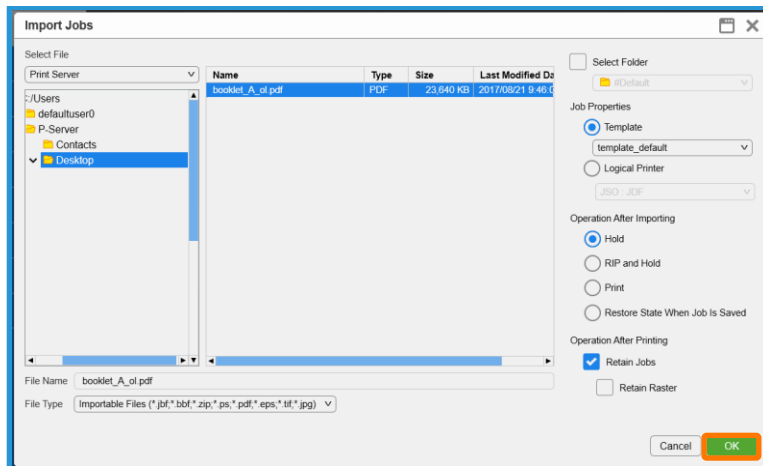 Import Jobs
Select File
Print Server
:/Users
defaultuser0
P-Server
Contacts
Desktop
Name Type Size Last Modified Da
booklet_A_ol.pdf PDF 23,640 KB 2017/08/21 9:46:0
File Name booklet_A_ol.pdf
File Type Importable Files (*.jbf;*.bbf;*.zip;*.ps;*.pdf;*.eps;*.tif;*.jpg)
Select Folder
#Default
Job Properties
Template
template_default
Logical Printer
JSO : JDF
Operation After Importing
Hold
RIP and Hold
Print
Restore State When Job Is Saved
Operation After Printing
Retain Jobs
Retain Raster
Cancel OK